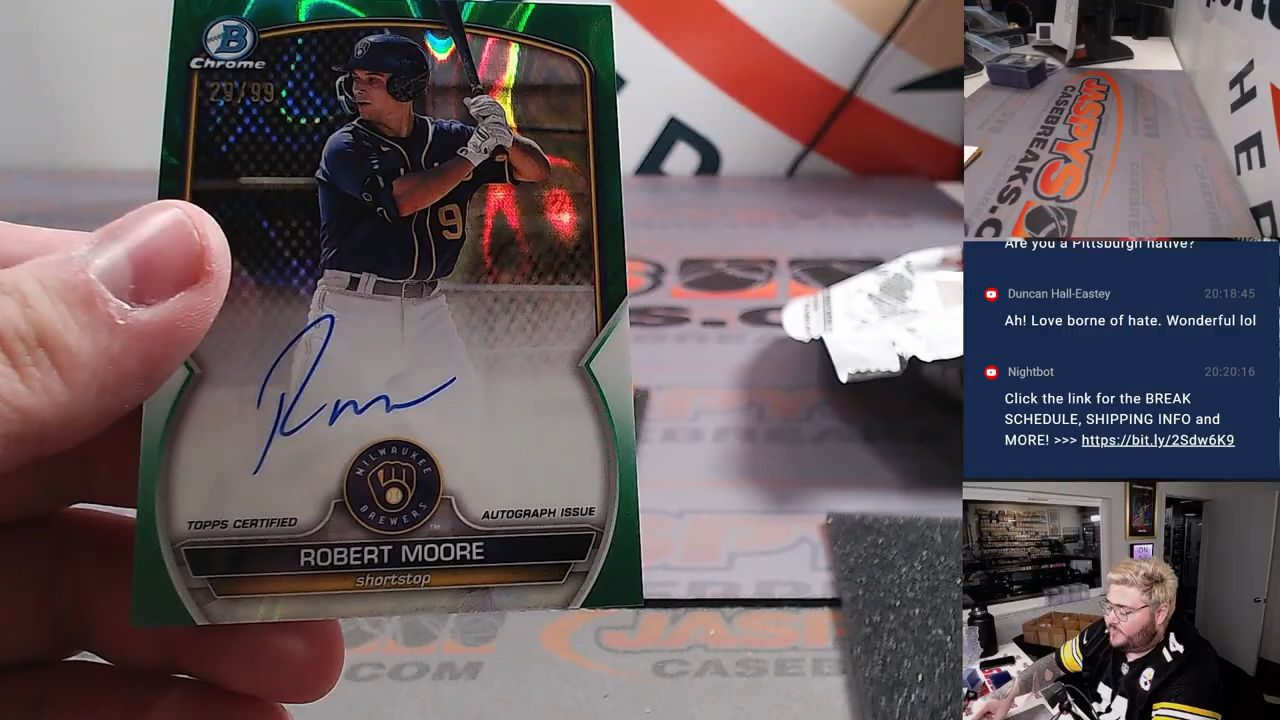 B
Chrome
29/99
9
MILWAUKEE
BREWERS
TM
TOPPS CERTIFIED
AUTOGRAPH ISSUE
ROBERT MOORE
shortstop
JASPYS
CASEBREAKS.C
Are you a Pittsburgh native?
Duncan Hall-Eastey 20:18:45
Ah! Love borne of hate. Wonderful lol
Nightbot 20:20:16
Click the link for the BREAK
SCHEDULE, SHIPPING INFO and
MORE! >>> https://bit.ly/2Sdw6K9
ON
14